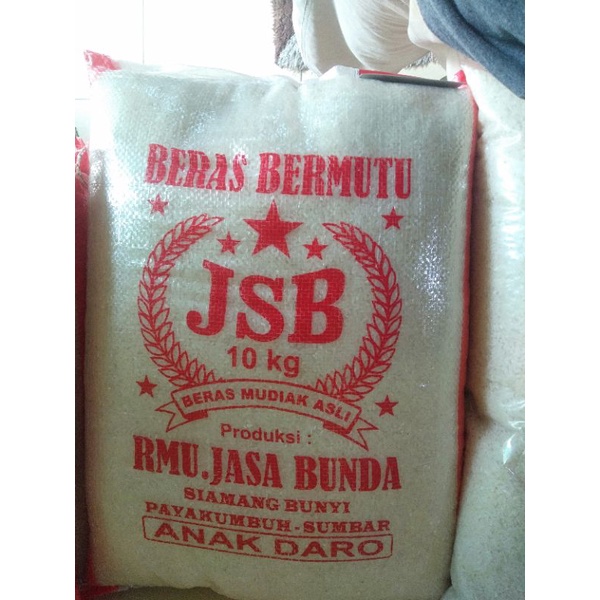 BERAS BERMUTU
JSB
10 kg
BERAS MUDIAK ASLI
Produksi :
RMU.JASA BUNDA
SIAMANG BUNYI
PAYAKUMBUH-SUMBAR
ANAK DARO